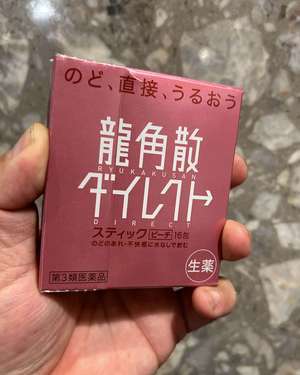 のど、直接、うるおう
龍角散
RYUKAKUSAN
ダイレクト
DIRECT
スティック ピーチ 16包
のどのあれ・不快感に水なしで飲む
第3類医薬品
生薬